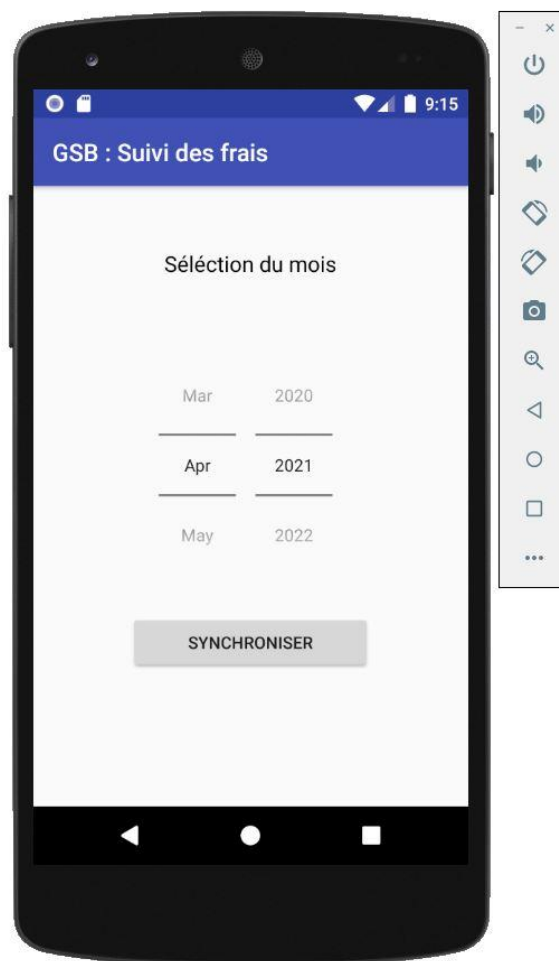 9:15
GSB : Suivi des frais
Séléction du mois
Mar 2020
Apr 2021
May 2022
SYNCHRONISER